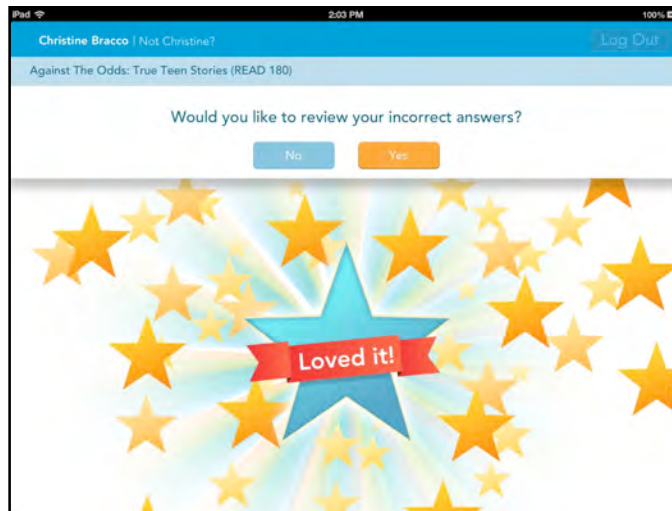 iPad 2:03 PM 100%
Christine Bracco | Not Christine? Log Out
Against The Odds: True Teen Stories (READ 180)
Would you like to review your incorrect answers?
No Yes
Loved it!